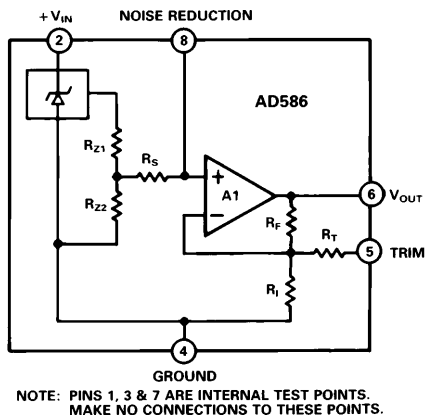 +VIN
NOISE REDUCTION
2
8
AD586
RZ1
RS
+
A1
−
RZ2
RF
6
VOUT
RT
5
TRIM
RI
4
GROUND
NOTE: PINS 1, 3 & 7 ARE INTERNAL TEST POINTS.
MAKE NO CONNECTIONS TO THESE POINTS.